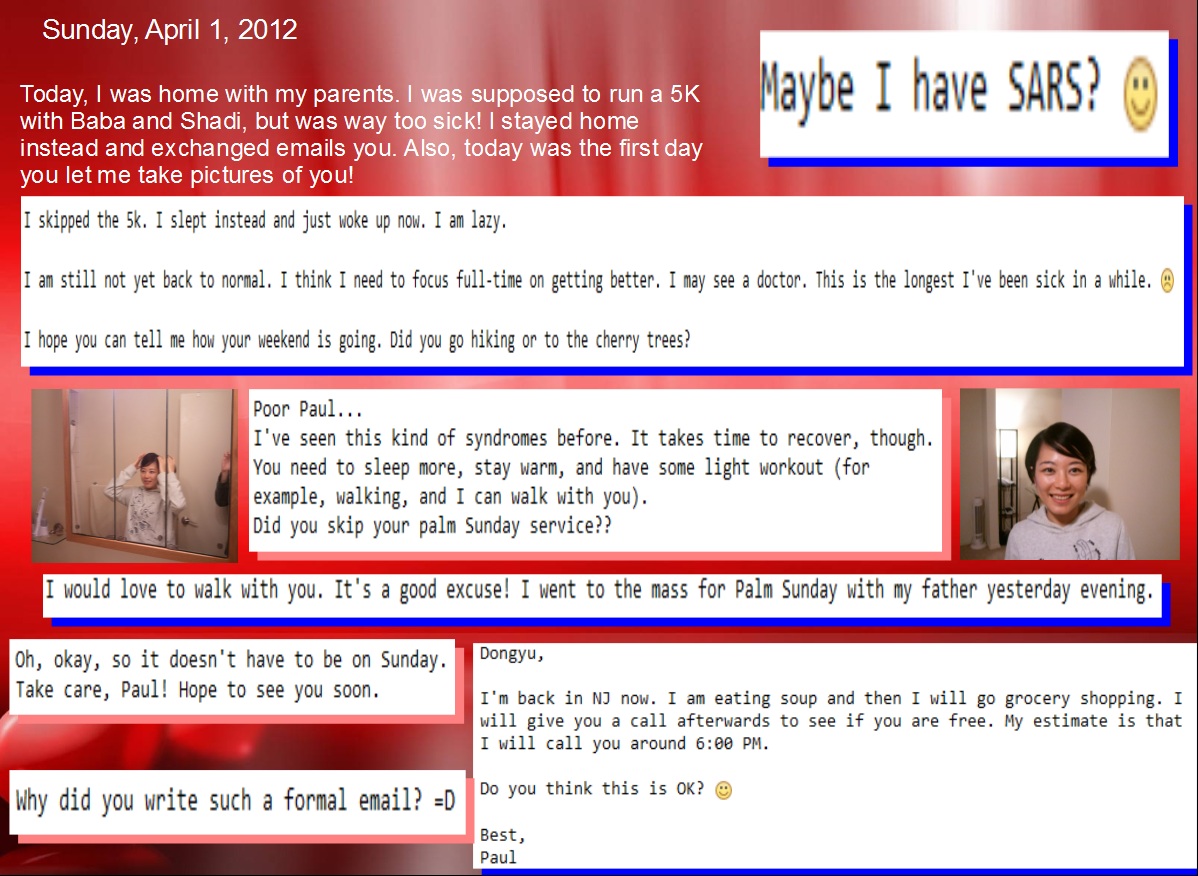 Sunday, April 1, 2012
Today, I was home with my parents. I was supposed to run a 5K
with Baba and Shadi, but was way too sick! I stayed home
instead and exchanged emails you. Also, today was the first day
you let me take pictures of you!
Maybe I have SARS?
I skipped the 5k. I slept instead and just woke up now. I am lazy.
I am still not yet back to normal. I think I need to focus full-time on getting better. I may see a doctor. This is the longest I've been sick in a while.
I hope you can tell me how your weekend is going. Did you go hiking or to the cherry trees?
Poor Paul...
I've seen this kind of syndromes before. It takes time to recover, though.
You need to sleep more, stay warm, and have some light workout (for
example, walking, and I can walk with you).
Did you skip your palm Sunday service??
I would love to walk with you. It's a good excuse! I went to the mass for Palm Sunday with my father yesterday evening.
Oh, okay, so it doesn't have to be on Sunday.
Take care, Paul! Hope to see you soon.
Dongyu,
I'm back in NJ now. I am eating soup and then I will go grocery shopping. I
will give you a call afterwards to see if you are free. My estimate is that
I will call you around 6:00 PM.
Do you think this is OK?
Best,
Paul
Why did you write such a formal email? =D